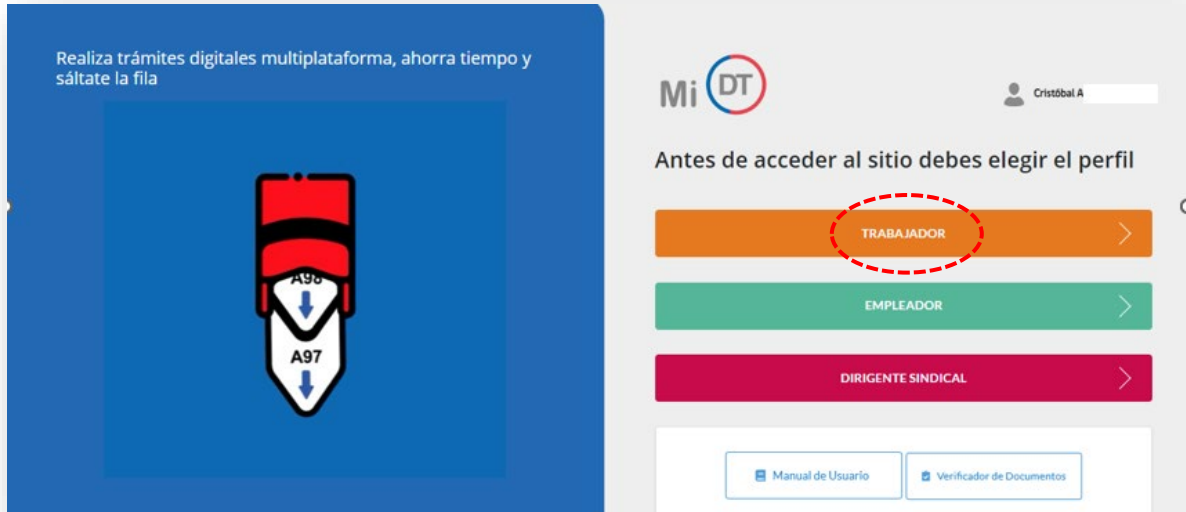 Realiza trámites digitales multiplataforma, ahorra tiempo y
sáltate la fila
A98
A97
Mi DT
Cristóbal A
Antes de acceder al sitio debes elegir el perfil
TRABAJADOR
EMPLEADOR
DIRIGENTE SINDICAL
Manual de Usuario
Verificador de Documentos